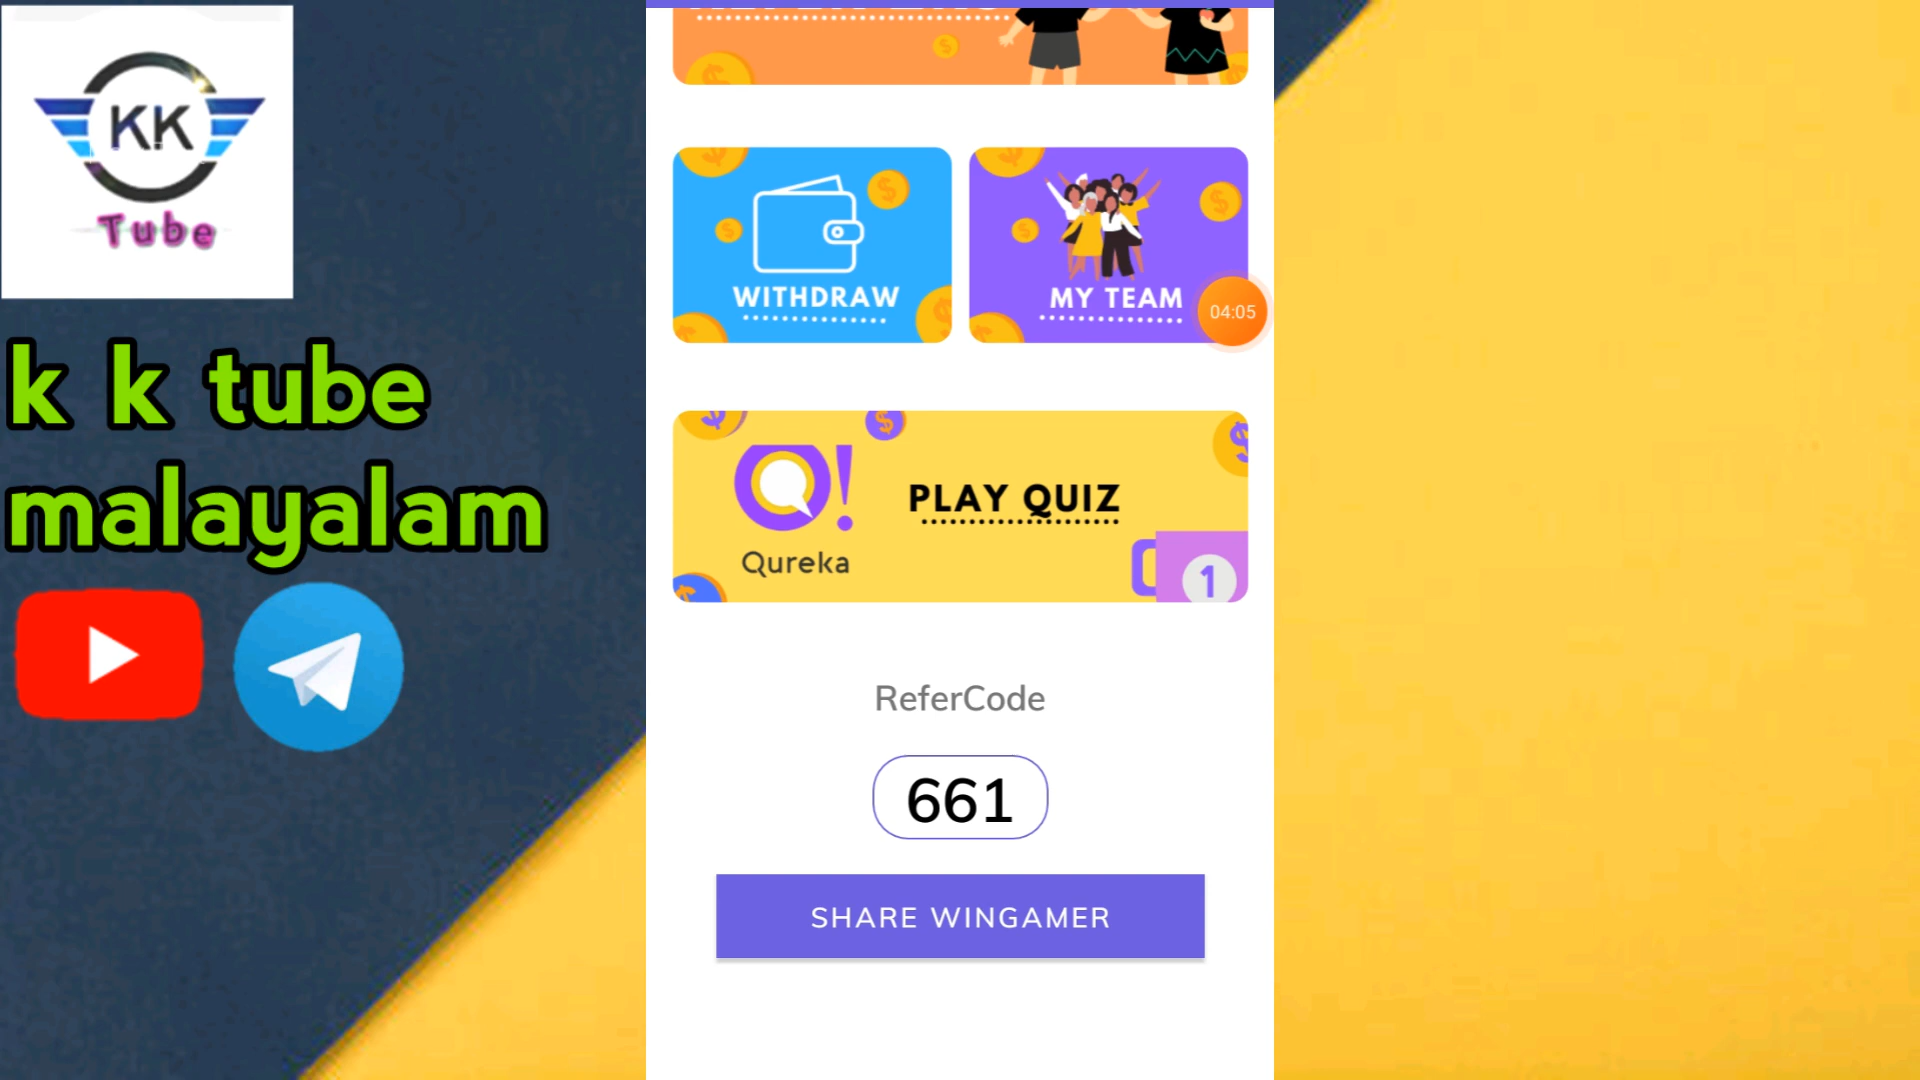 KK
Tube
k k tube
malayalam
WITHDRAW
MY TEAM
04:05
Q!
PLAY QUIZ
Qureka
1
ReferCode
661
SHARE WINGAMER